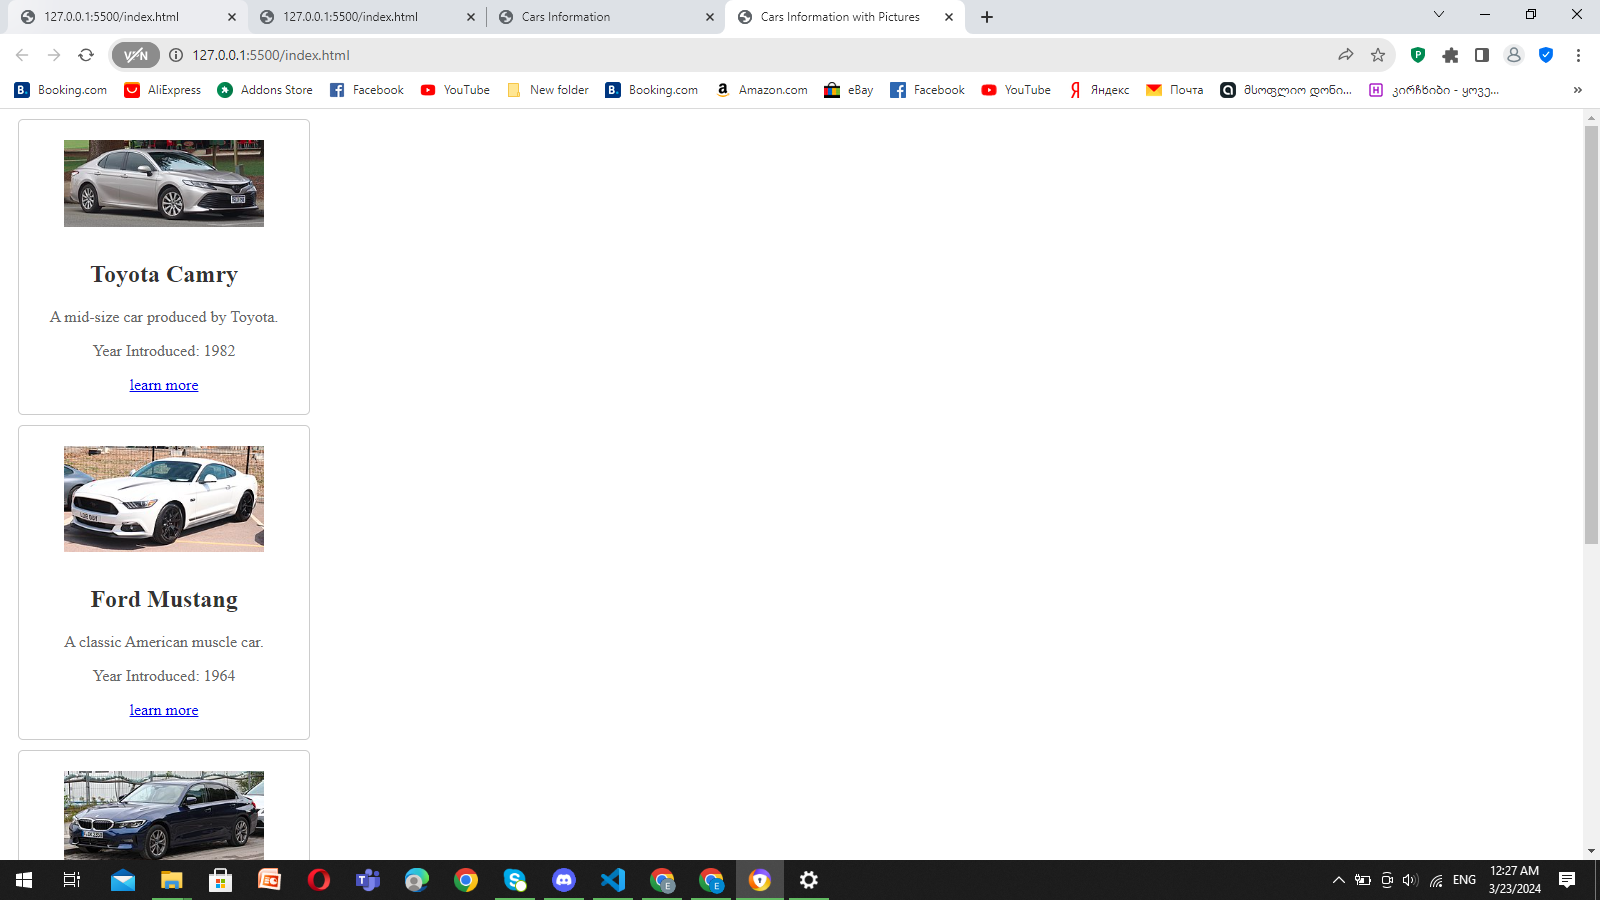 127.0.0.1:5500/index.html
127.0.0.1:5500/index.html
Cars Information
Cars Information with Pictures
VPN
127.0.0.1:5500/index.html
Booking.com
AliExpress
Addons Store
Facebook
YouTube
New folder
Booking.com
Amazon.com
eBay
Facebook
YouTube
Яндекс
Почта
მსოფლიო დონი...
კირჩხიბი - ყოვე...
Toyota Camry
A mid-size car produced by Toyota.
Year Introduced: 1982
learn more
Ford Mustang
A classic American muscle car.
Year Introduced: 1964
learn more
ENG
12:27 AM
3/23/2024